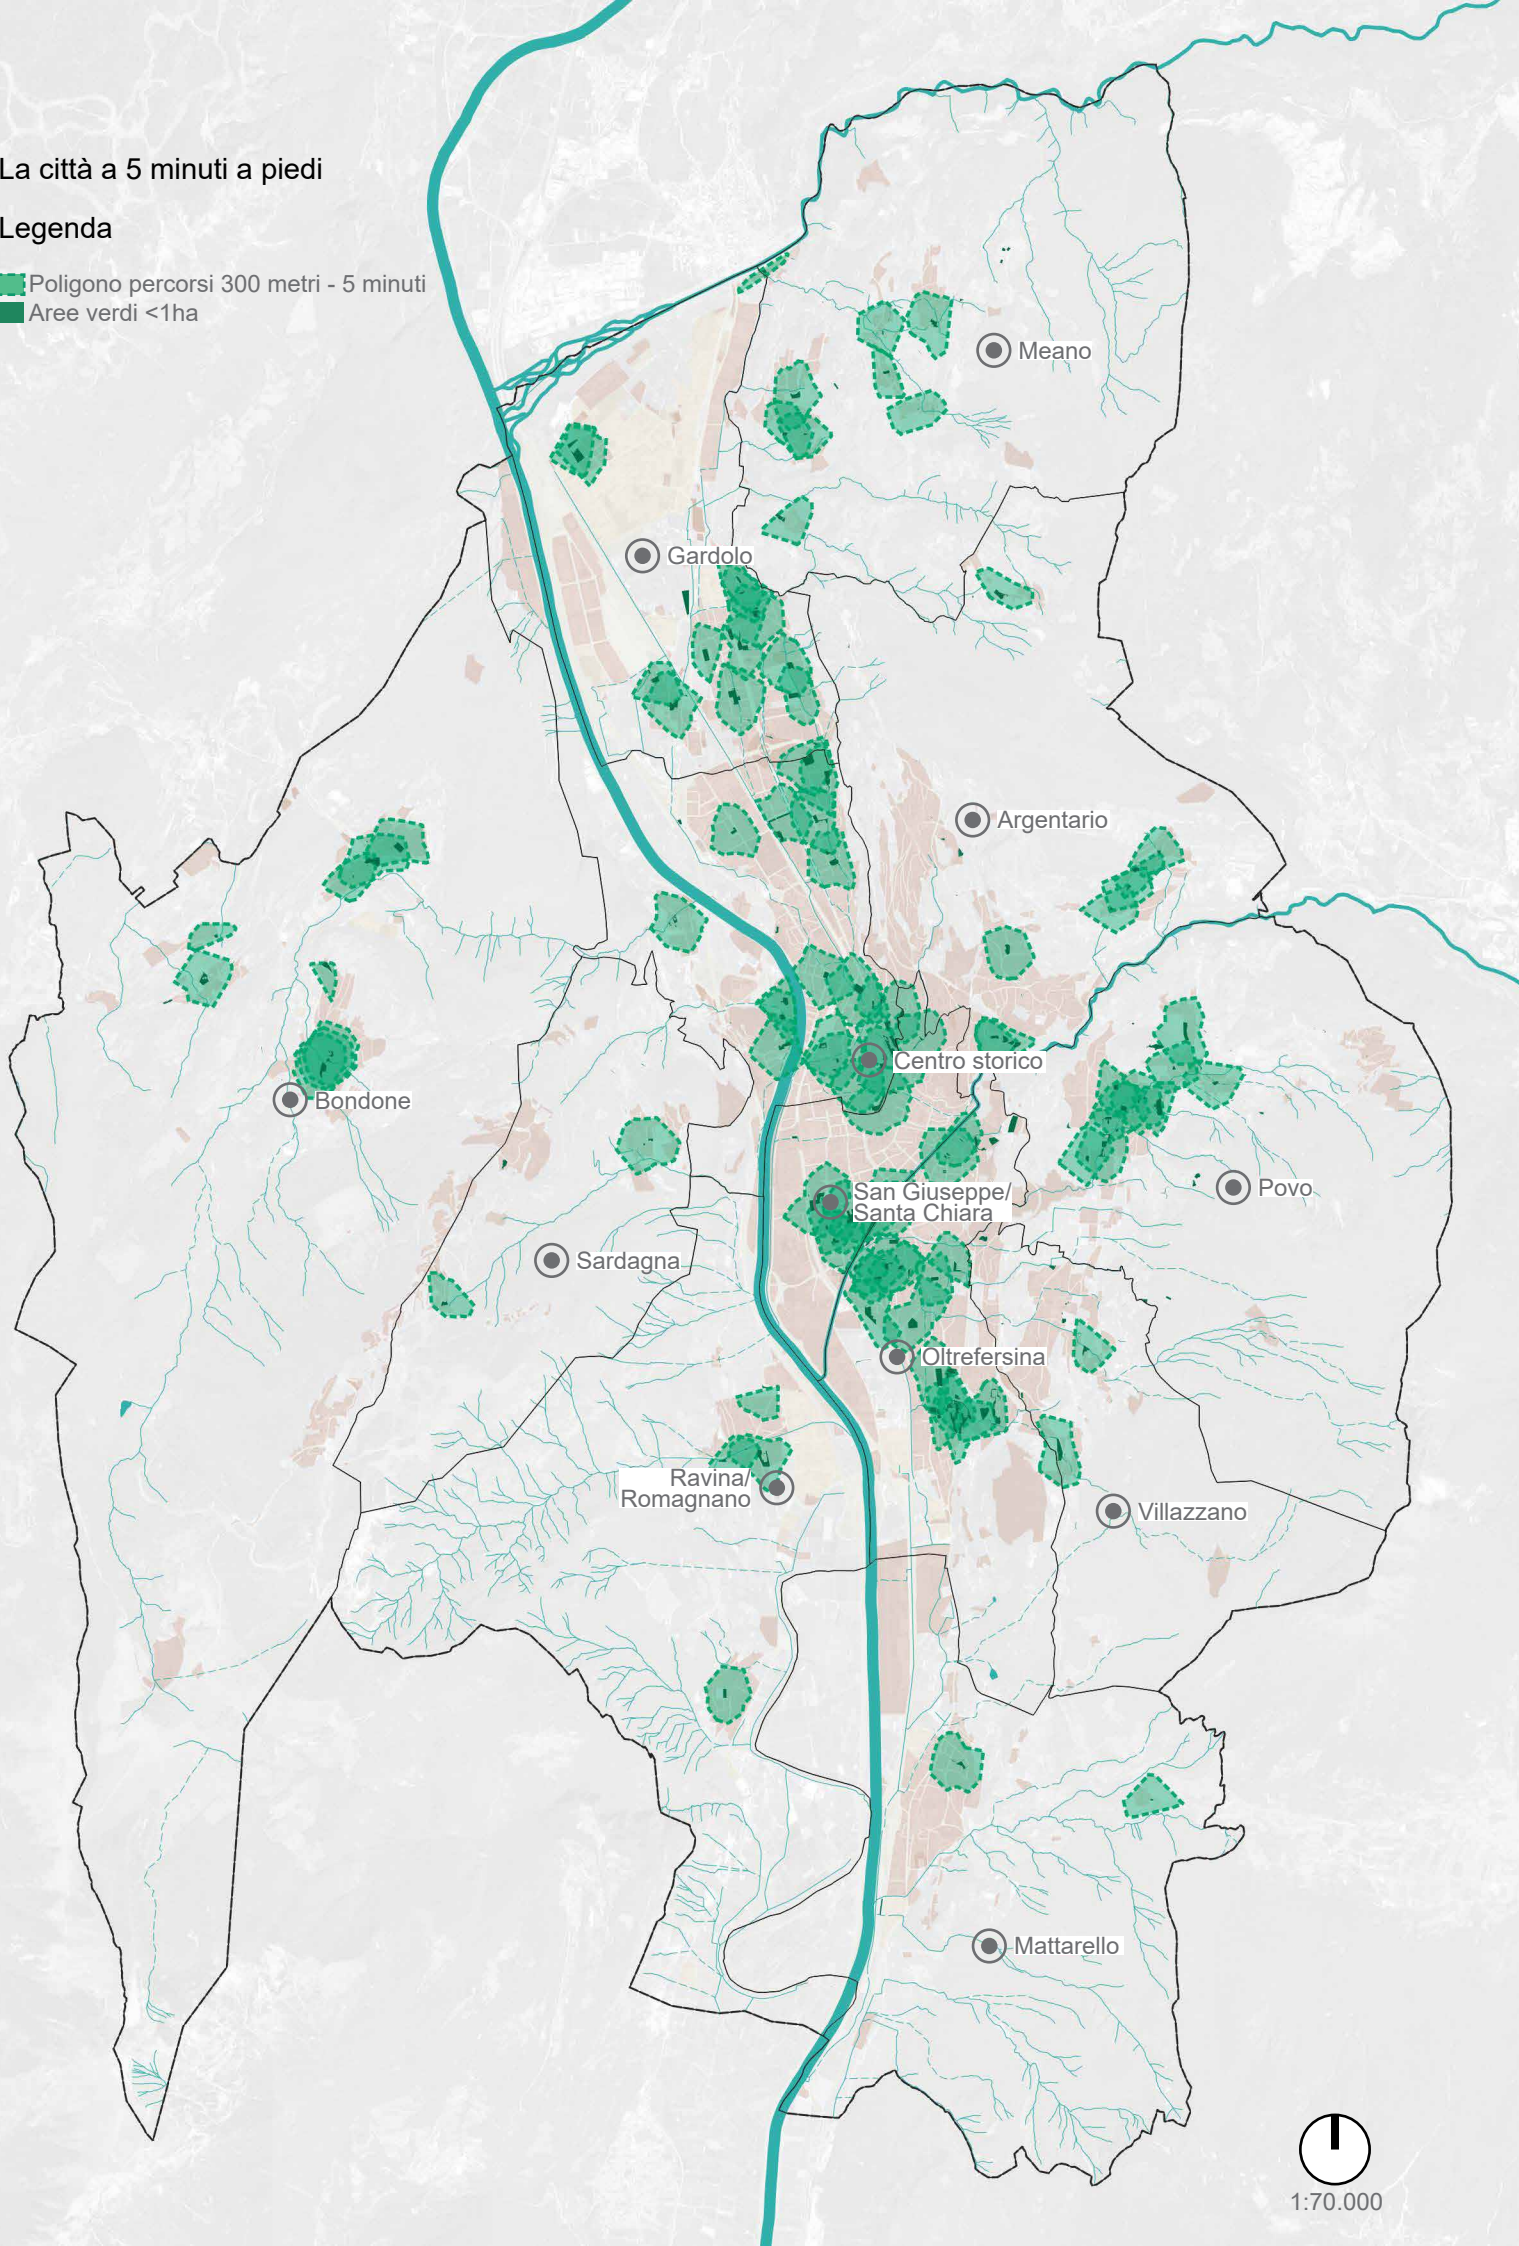 La città a 5 minuti a piedi
Legenda
Poligono percorsi 300 metri - 5 minuti
Aree verdi <1ha
Meano
Gardolo
Argentario
Centro storico
Bondone
Povo
San Giuseppe/
Santa Chiara
Sardagna
Oltrefersina
Ravina/
Romagnano
Villazzano
Mattarello
1:70.000